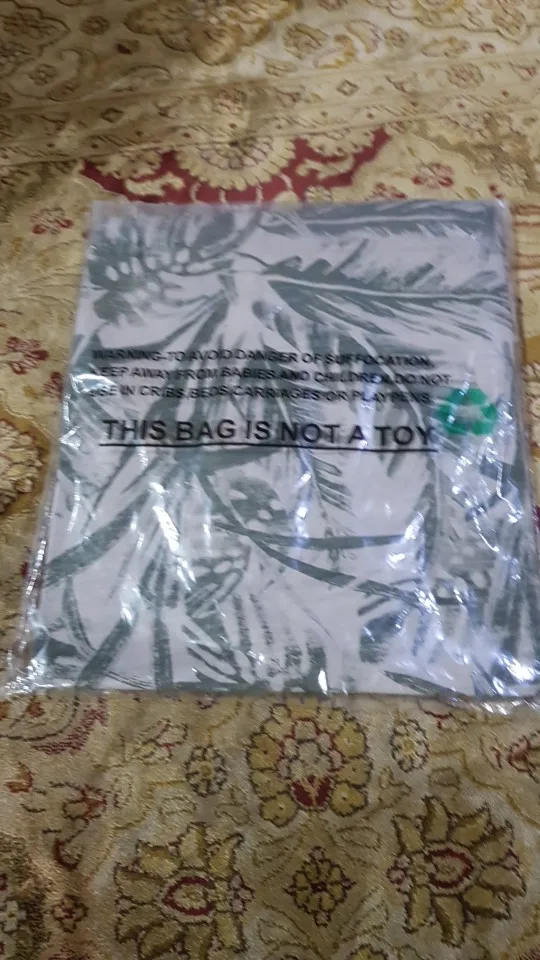 WARNING-TO AVOID DANGER OF SUFFOCATION,
KEEP AWAY FROM BABIES AND CHILDREN.DO NOT
USE IN CRIBS,BEDS,CARRIAGES OR PLAYPENS.
THIS BAG IS NOT A TOY